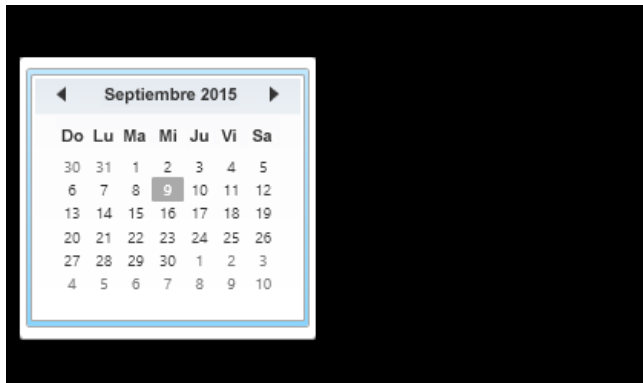 Septiembre 2015
Do Lu Ma Mi Ju Vi Sa
30 31 1 2 3 4 5
6 7 8 9 10 11 12
13 14 15 16 17 18 19
20 21 22 23 24 25 26
27 28 29 30 1 2 3
4 5 6 7 8 9 10